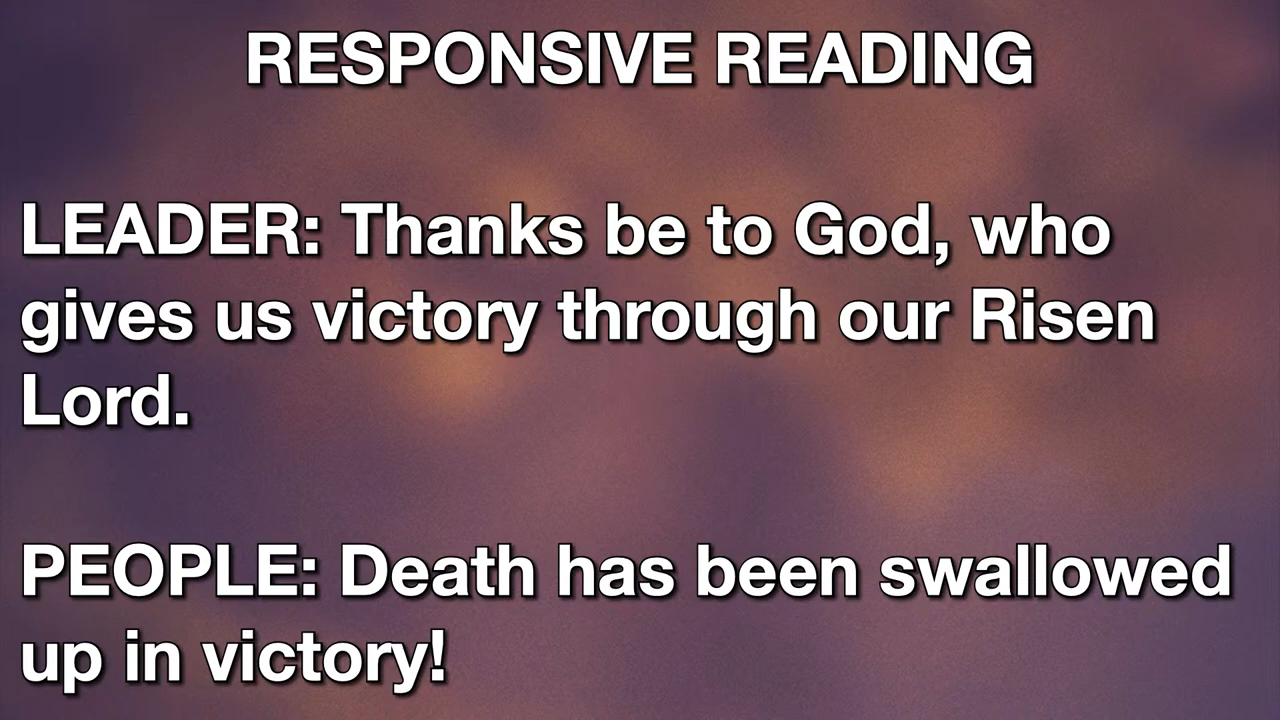 RESPONSIVE READING
LEADER: Thanks be to God, who
gives us victory through our Risen
Lord.
PEOPLE: Death has been swallowed
up in victory!